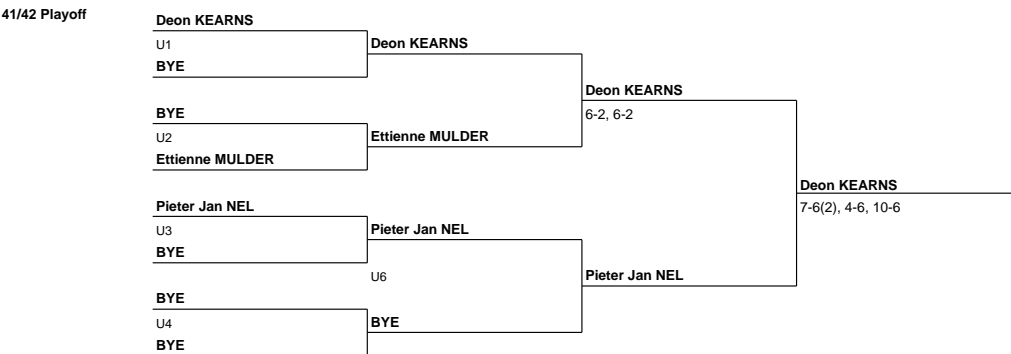 41/42 Playoff
Deon KEARNS
U1
BYE
Deon KEARNS
BYE
U2
Ettienne MULDER
Ettienne MULDER
Deon KEARNS
6-2, 6-2
Pieter Jan NEL
U3
BYE
Pieter Jan NEL
U6
BYE
U4
BYE
BYE
Pieter Jan NEL
Deon KEARNS
7-6(2), 4-6, 10-6